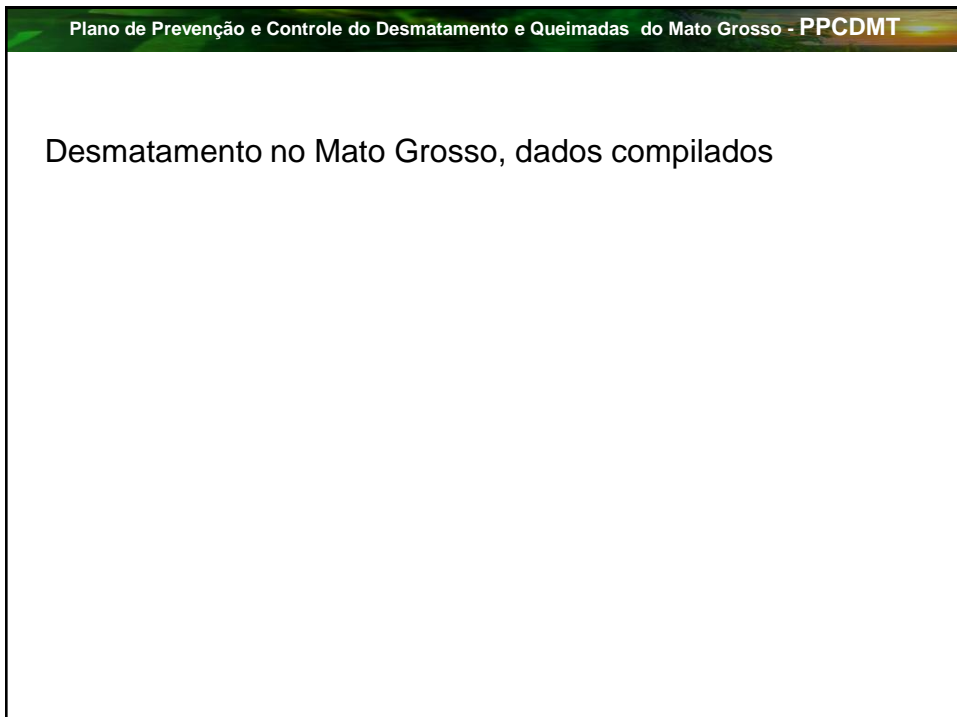 Plano de Prevenção e Controle do Desmatamento e Queimadas do Mato Grosso - PPCDMT
Desmatamento no Mato Grosso, dados compilados